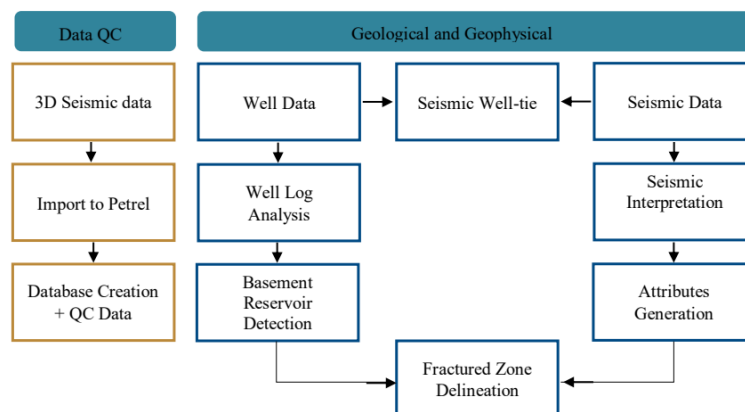 Data QC
Geological and Geophysical
3D Seismic data
Well Data
Seismic Well-tie
Seismic Data
Import to Petrel
Well Log
Analysis
Seismic
Interpretation
Database Creation
+ QC Data
Basement
Reservoir
Detection
Attributes
Generation
Fractured Zone
Delineation